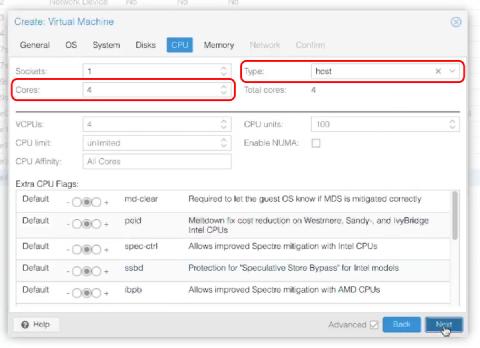 Network Device No No No
Create: Virtual Machine
General OS System Disks CPU Memory Network Confirm
Sockets: 1 Type: host
Cores: 4 Total cores: 4
VCPUs: 4 CPU units: 100
CPU limit: unlimited Enable NUMA:
CPU Affinity: All Cores
Extra CPU Flags:
Default - + md-clear Required to let the guest OS know if MDS is mitigated correctly
Default - + pcid Meltdown fix cost reduction on Westmere, Sandy-, and IvyBridge
Intel CPUs
Default - + spec-ctrl Allows improved Spectre mitigation with Intel CPUs
Default - + ssbd Protection for "Speculative Store Bypass" for Intel models
Default - + ibpb Allows improved Spectre mitigation with AMD CPUs
Help Advanced Back Next